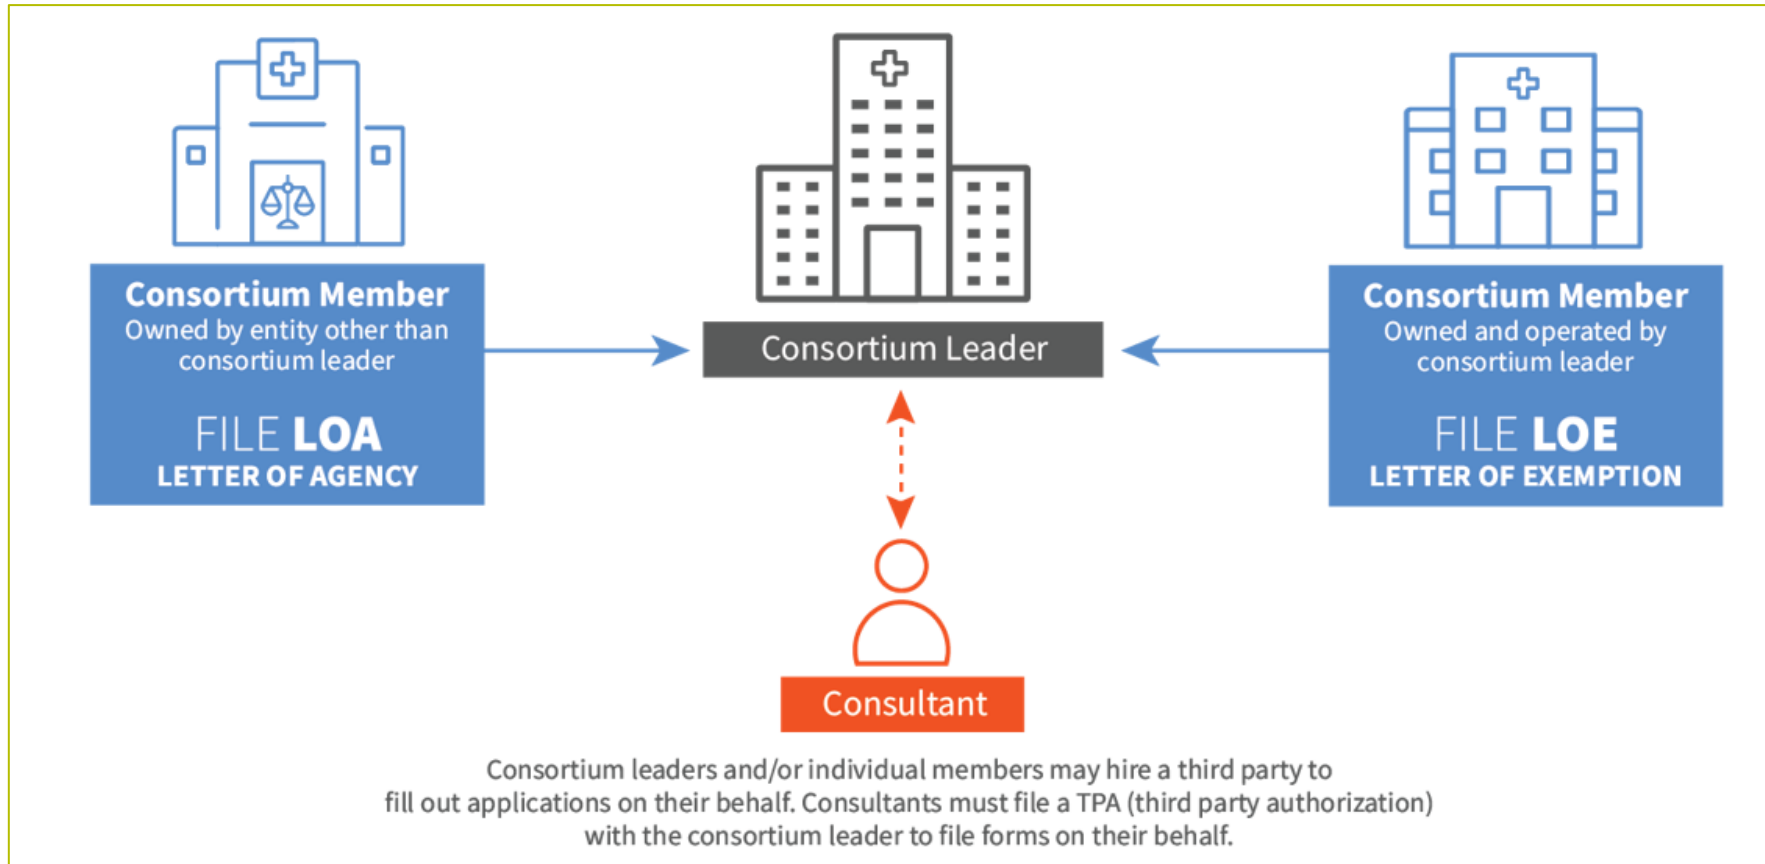 Consortium Member
Owned by entity other than
consortium leader
FILE LOA
LETTER OF AGENCY
Consortium Leader
Consortium Member
Owned and operated by
consortium leader
FILE LOE
LETTER OF EXEMPTION
Consultant
Consortium leaders and/or individual members may hire a third party to
fill out applications on their behalf. Consultants must file a TPA (third party authorization)
with the consortium leader to file forms on their behalf.